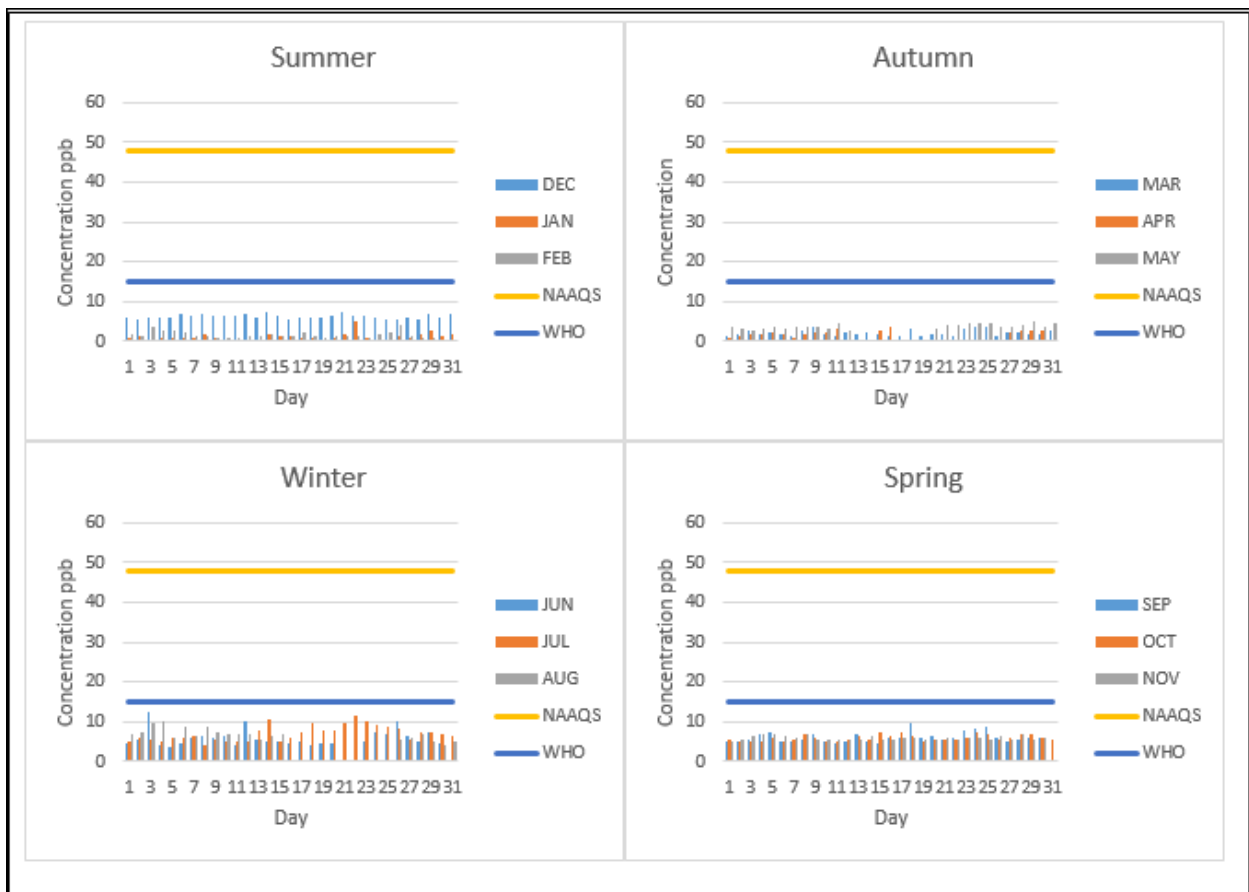 Summer
60
50
40
30
20
10
0
Concentration ppb
1 3 5 7 9 11 13 15 17 19 21 23 25 27 29 31
Day
DEC
JAN
FEB
NAAQS
WHO
Autumn
60
50
40
30
20
10
0
Concentration
1 3 5 7 9 11 13 15 17 19 21 23 25 27 29 31
Day
MAR
APR
MAY
NAAQS
WHO
Winter
60
50
40
30
20
10
0
Concentration ppb
1 3 5 7 9 11 13 15 17 19 21 23 25 27 29 31
Day
JUN
JUL
AUG
NAAQS
WHO
Spring
60
50
40
30
20
10
0
Concentration ppb
1 3 5 7 9 11 13 15 17 19 21 23 25 27 29 31
Day
SEP
OCT
NOV
NAAQS
WHO